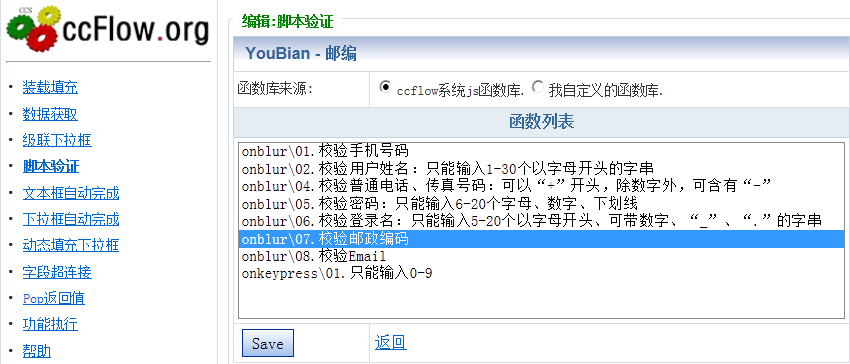 CCS
ccFlow.org
装载填充
数据获取
级联下拉框
脚本验证
文本框自动完成
下拉框自动完成
动态填充下拉框
字段超连接
Pop返回值
功能执行
帮助
编辑:脚本验证
YouBian - 邮编
函数库来源: ccflow系统js函数库. 我自定义的函数库.
函数列表
onblur\01.校验手机号码
onblur\02.校验用户姓名: 只能输入1-30个以字母开头的字串
onblur\04.校验普通电话、传真号码: 可以“+”开头, 除数字外, 可含有“-”
onblur\05.校验密码: 只能输入6-20个字母、数字、下划线
onblur\06.校验登录名: 只能输入5-20个以字母开头、可带数字、“_”、“.”的字串
onblur\07.校验邮政编码
onblur\08.校验Email
onkeypress\01.只能输入0-9
Save 返回